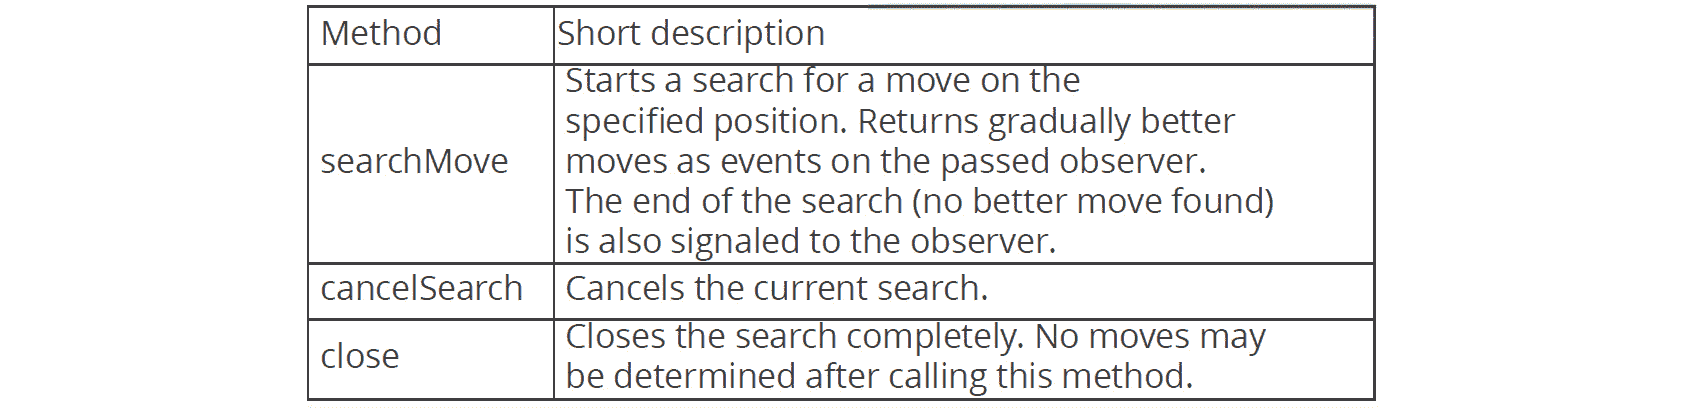 Method
Short description
searchMove
Starts a search for a move on the
specified position. Returns gradually better
moves as events on the passed observer.
The end of the search (no better move found)
is also signaled to the observer.
cancelSearch
Cancels the current search.
close
Closes the search completely. No moves may
be determined after calling this method.